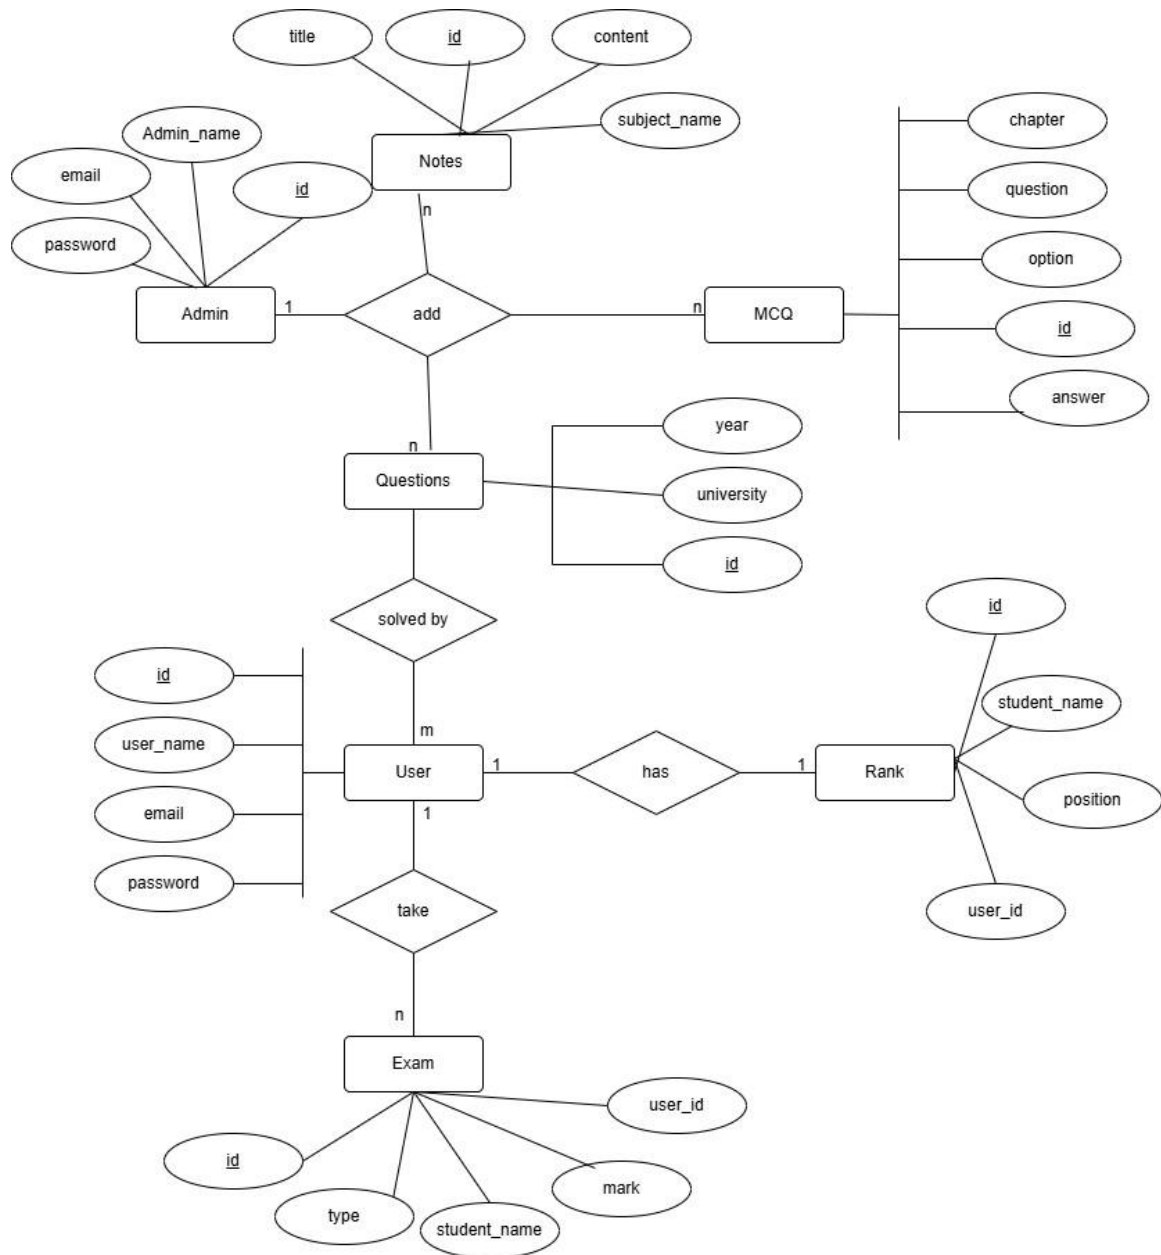 title
id
content
subject_name
Notes
Admin_name
email
id
password
n
chapter
question
option
id
answer
Admin
1
add
n
MCQ
n
Questions
year
university
id
solved by
id
user_name
email
password
m
User
1
has
1
Rank
id
student_name
position
user_id
1
take
n
Exam
user_id
id
mark
type
student_name